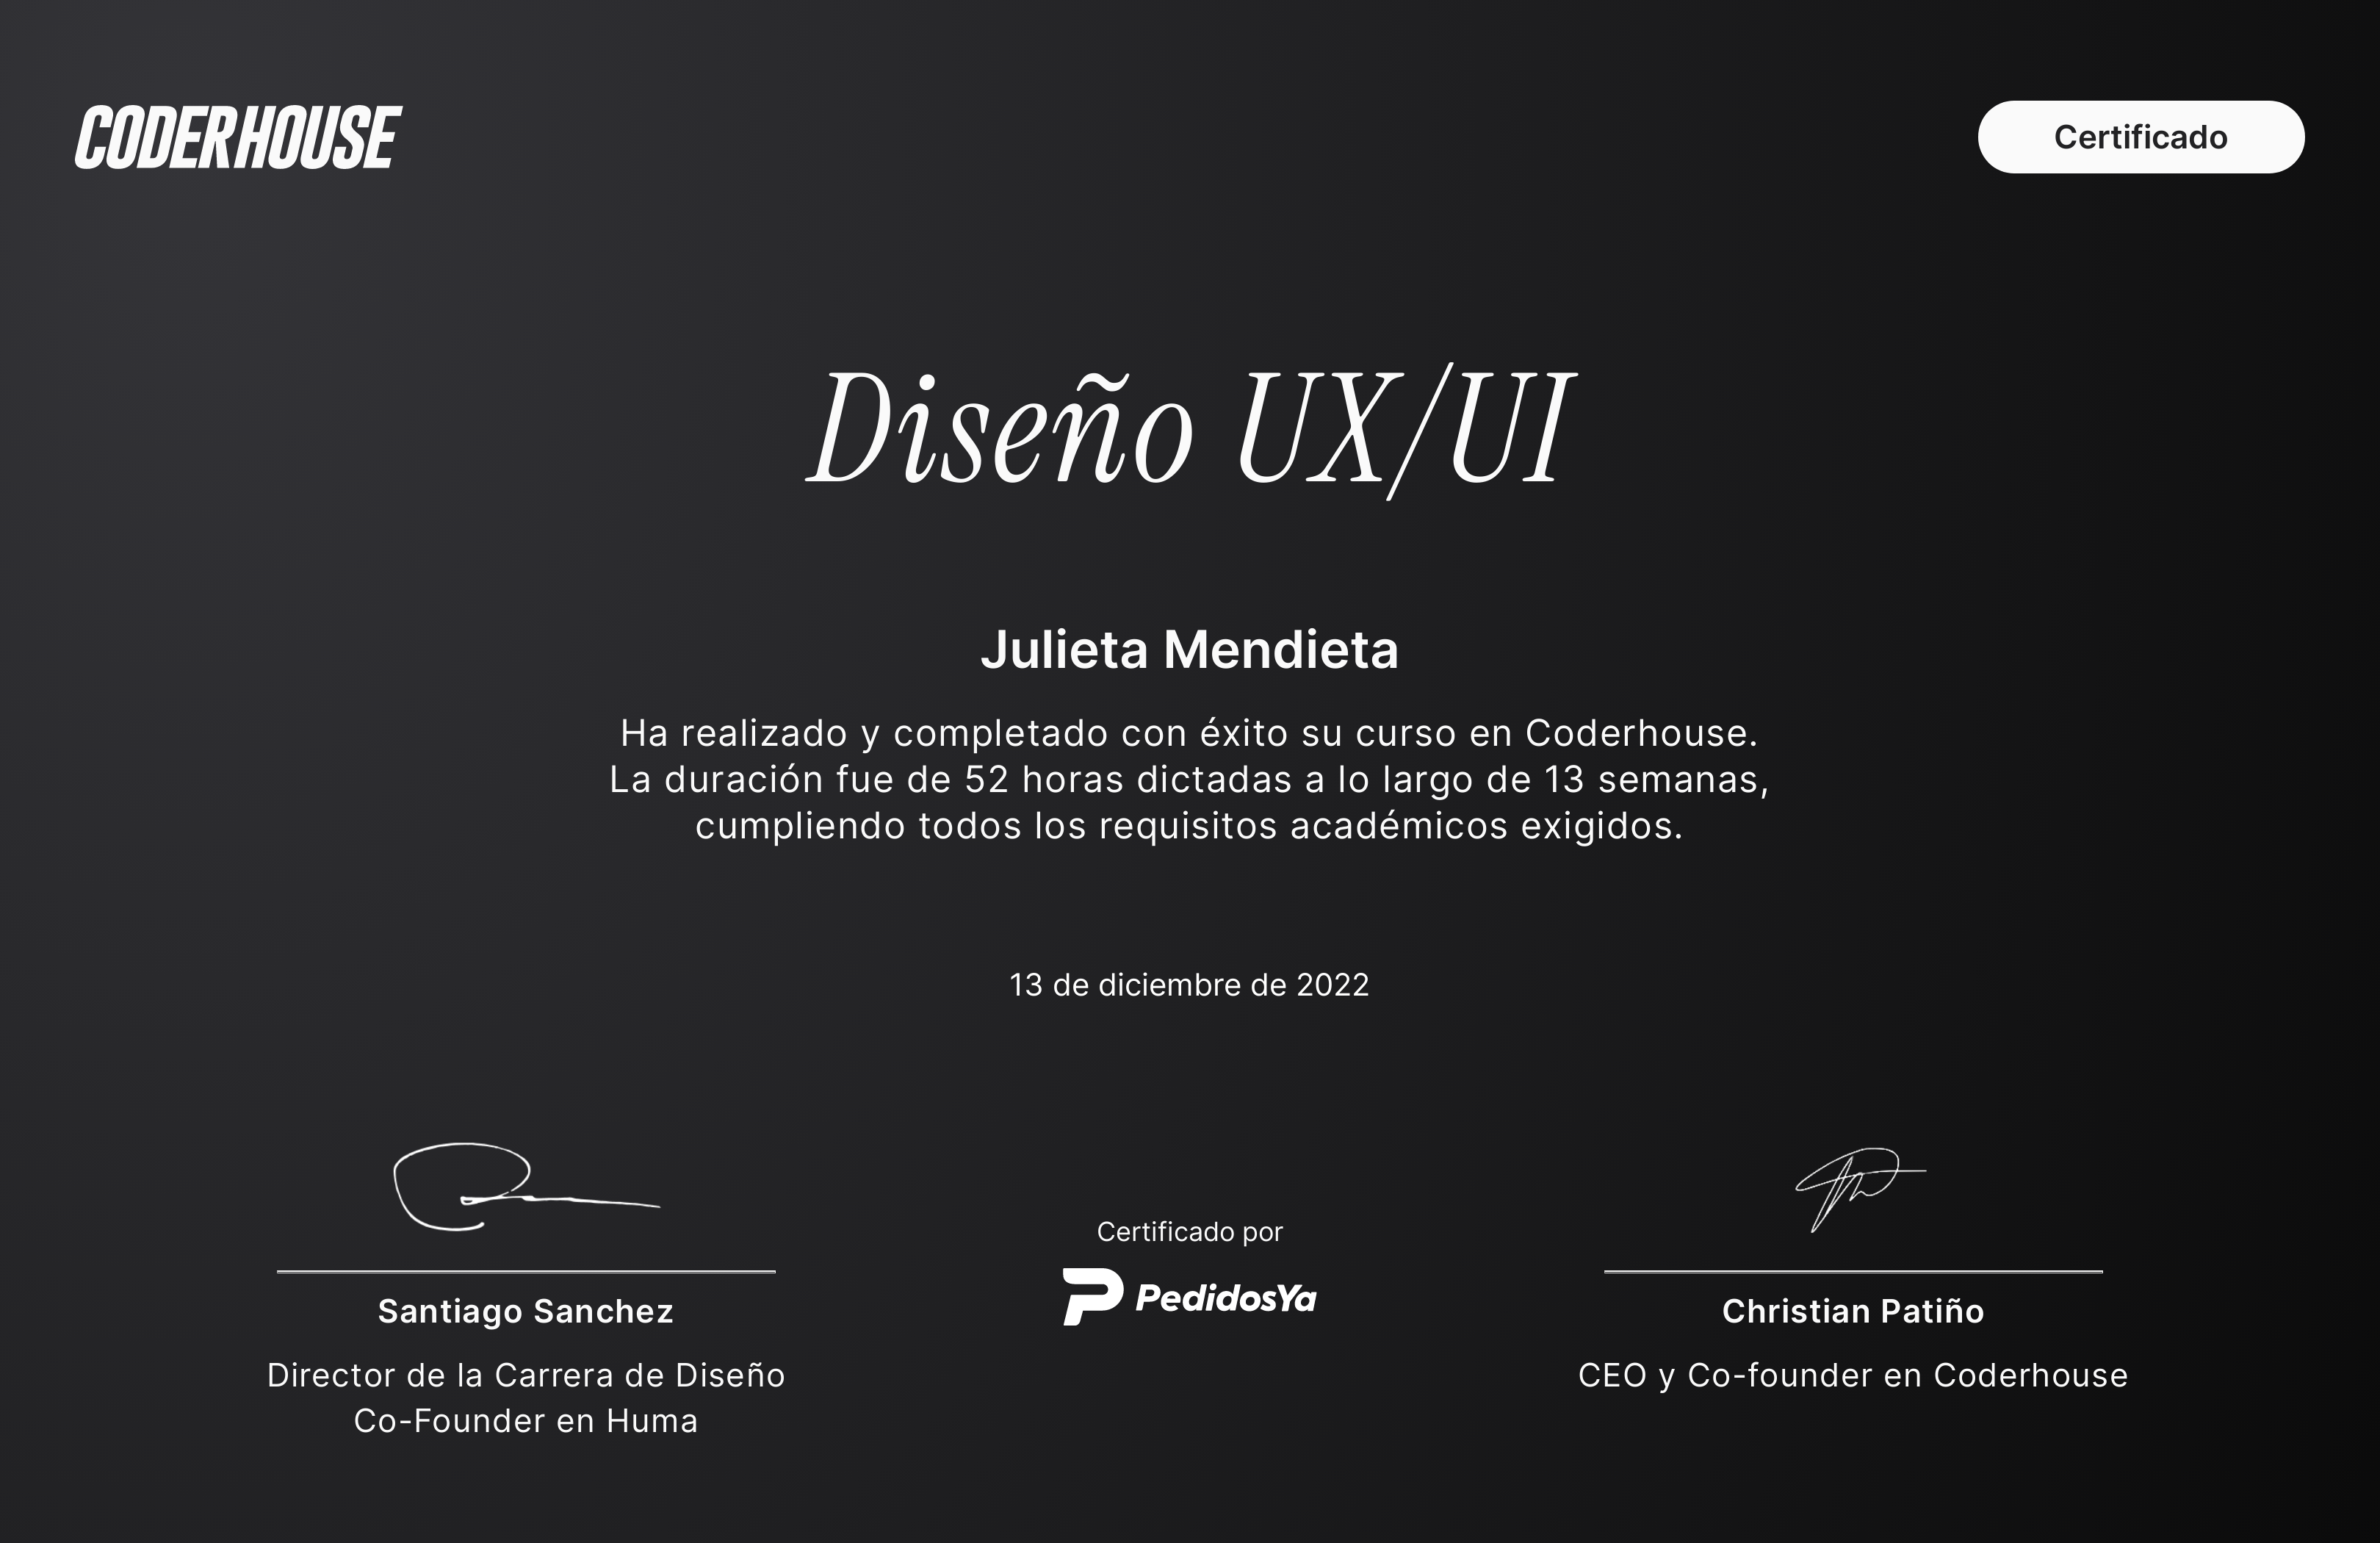 CODERHOUSE
Certificado
Diseño UX/UI
Julieta Mendieta
Ha realizado y completado con éxito su curso en Coderhouse.
La duración fue de 52 horas dictadas a lo largo de 13 semanas,
cumpliendo todos los requisitos académicos exigidos.
13 de diciembre de 2022
Certificado por
PedidosYa
Santiago Sanchez
Director de la Carrera de Diseño
Co-Founder en Huma
Christian Patiño
CEO y Co-founder en Coderhouse